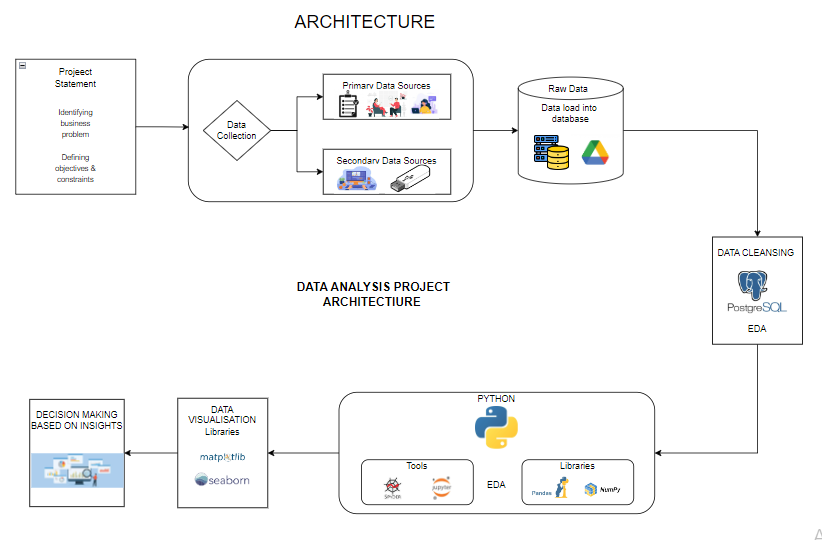 ARCHITECTURE
Projeect
Statement
Identifying
business
problem
Defining
objectives &
constraints
Data
Collection
Primary Data Sources
Secondary Data Sources
Raw Data
Data load into
database
DATA CLEANSING
PostgreSQL
EDA
DATA ANALYSIS PROJECT
ARCHITECTIURE
PYTHON
Tools
SPYDER
jupyter
EDA
Libraries
Pandas
NumPy
DATA
VISUALISATION
Libraries
matplotlib
seaborn
DECISION MAKING
BASED ON INSIGHTS